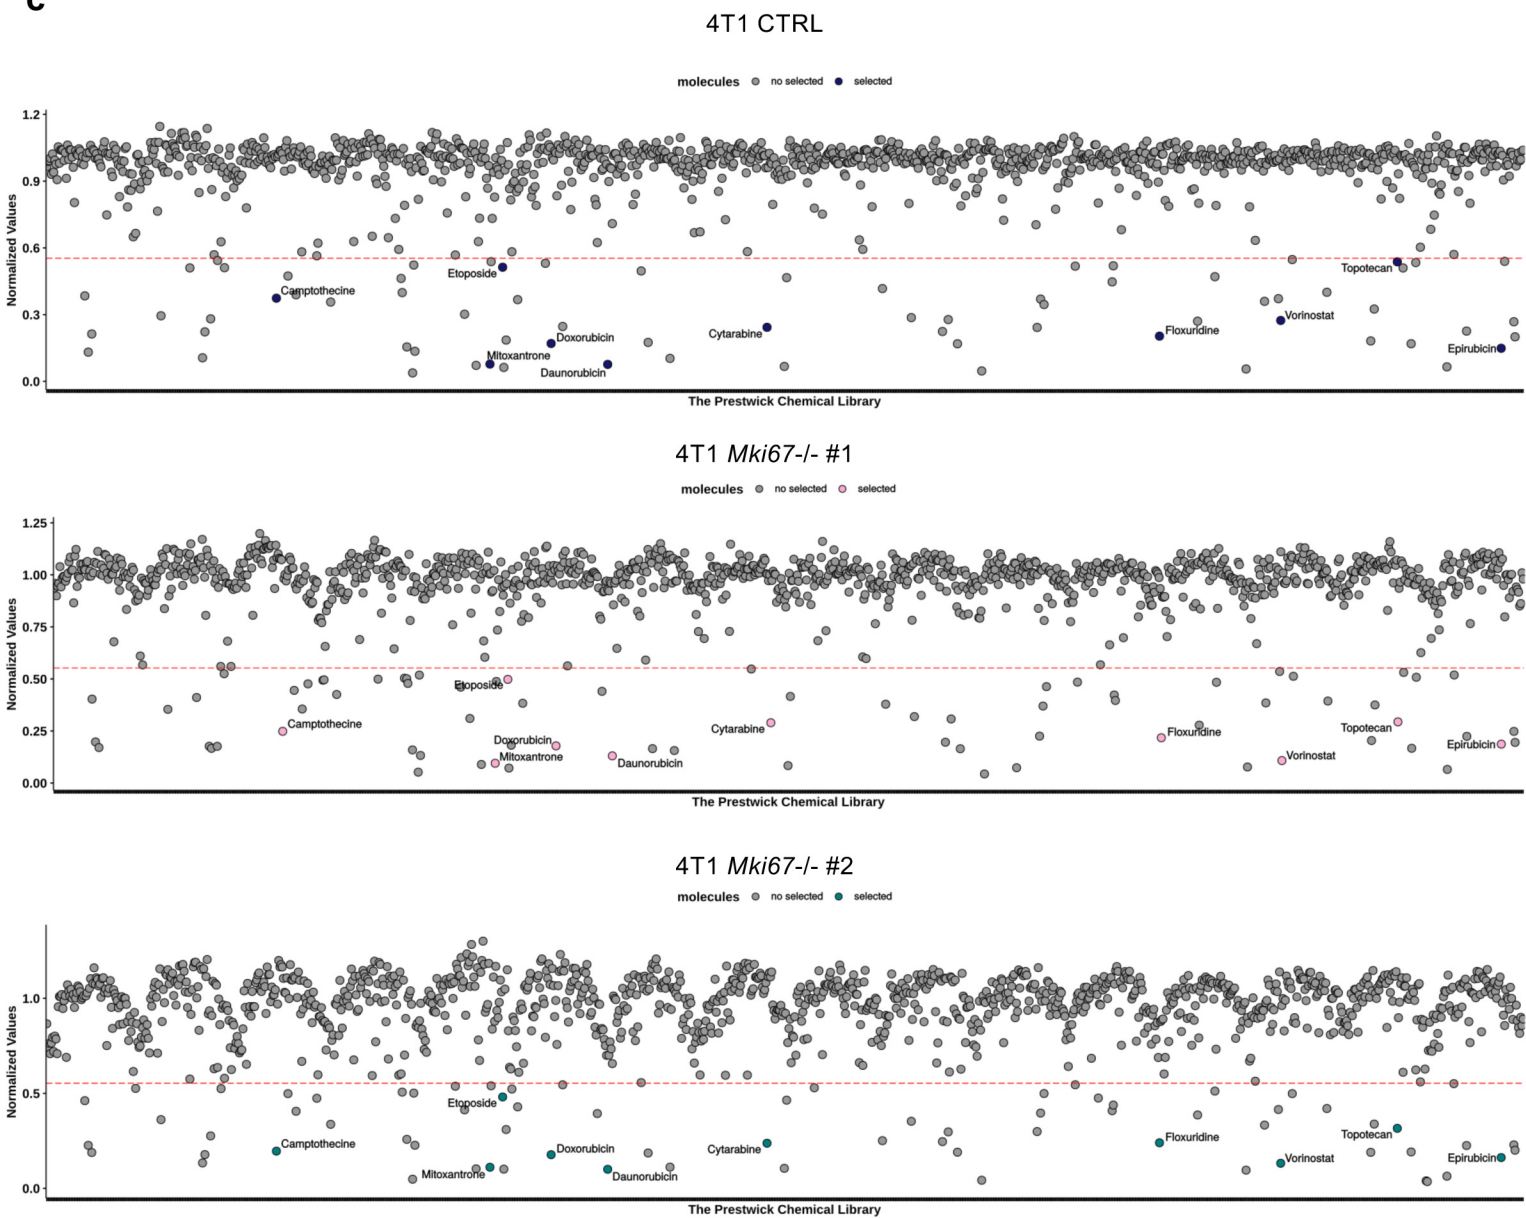 c
4T1 CTRL
molecules no selected selected
Normalized Values
1.2
0.9
0.6
0.3
0.0
Camptothecine
Etoposide
Mitoxantrone
Doxorubicin
Daunorubicin
Cytarabine
Floxuridine
Vorinostat
Topotecan
Epirubicin
The Prestwick Chemical Library
4T1 Mki67-/- #1
molecules no selected selected
Normalized Values
1.25
1.00
0.75
0.50
0.25
0.00
Camptothecine
Etoposide
Doxorubicin
Mitoxantrone
Daunorubicin
Cytarabine
Floxuridine
Vorinostat
Topotecan
Epirubicin
The Prestwick Chemical Library
4T1 Mki67-/- #2
molecules no selected selected
Normalized Values
1.0
0.5
0.0
Camptothecine
Etoposide
Mitoxantrone
Doxorubicin
Daunorubicin
Cytarabine
Floxuridine
Vorinostat
Topotecan
Epirubicin
The Prestwick Chemical Library